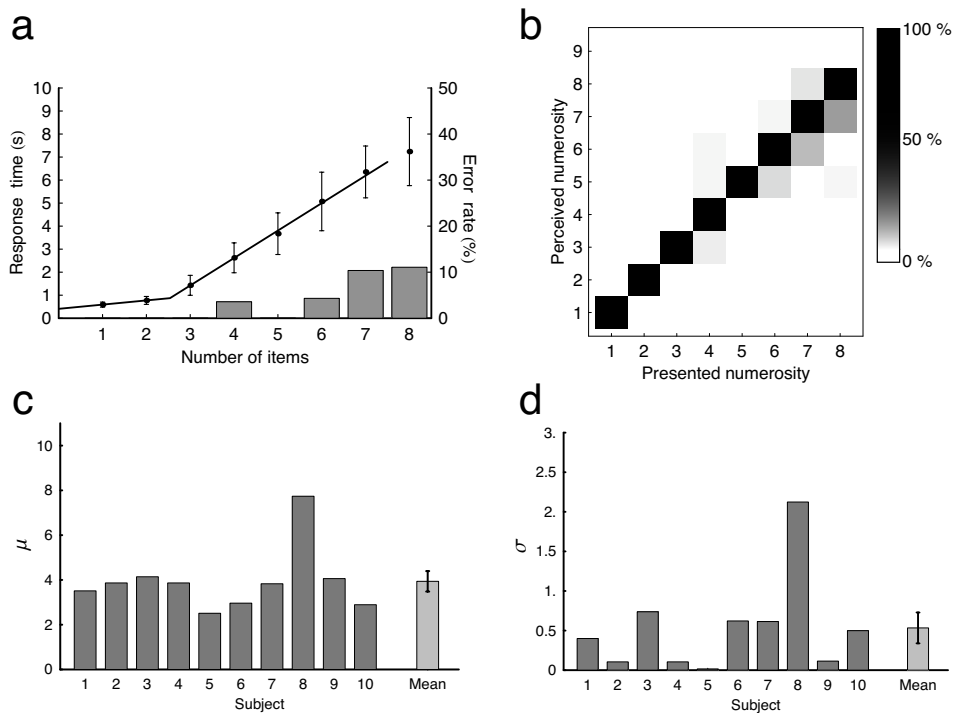 a
10
9
8
7
6
5
4
3
2
1
0
Response time (s)
50
40
30
20
10
0
Error rate (%)
1 2 3 4 5 6 7 8
Number of items
b
9
8
7
6
5
4
3
2
1
Perceived numerosity
1 2 3 4 5 6 7 8
Presented numerosity
100 %
50 %
0 %
c
10
8
6
4
2
0
μ
1 2 3 4 5 6 7 8 9 10 Mean
Subject
d
3.
2.5
2.
1.5
1.
0.5
0
σ
1 2 3 4 5 6 7 8 9 10 Mean
Subject